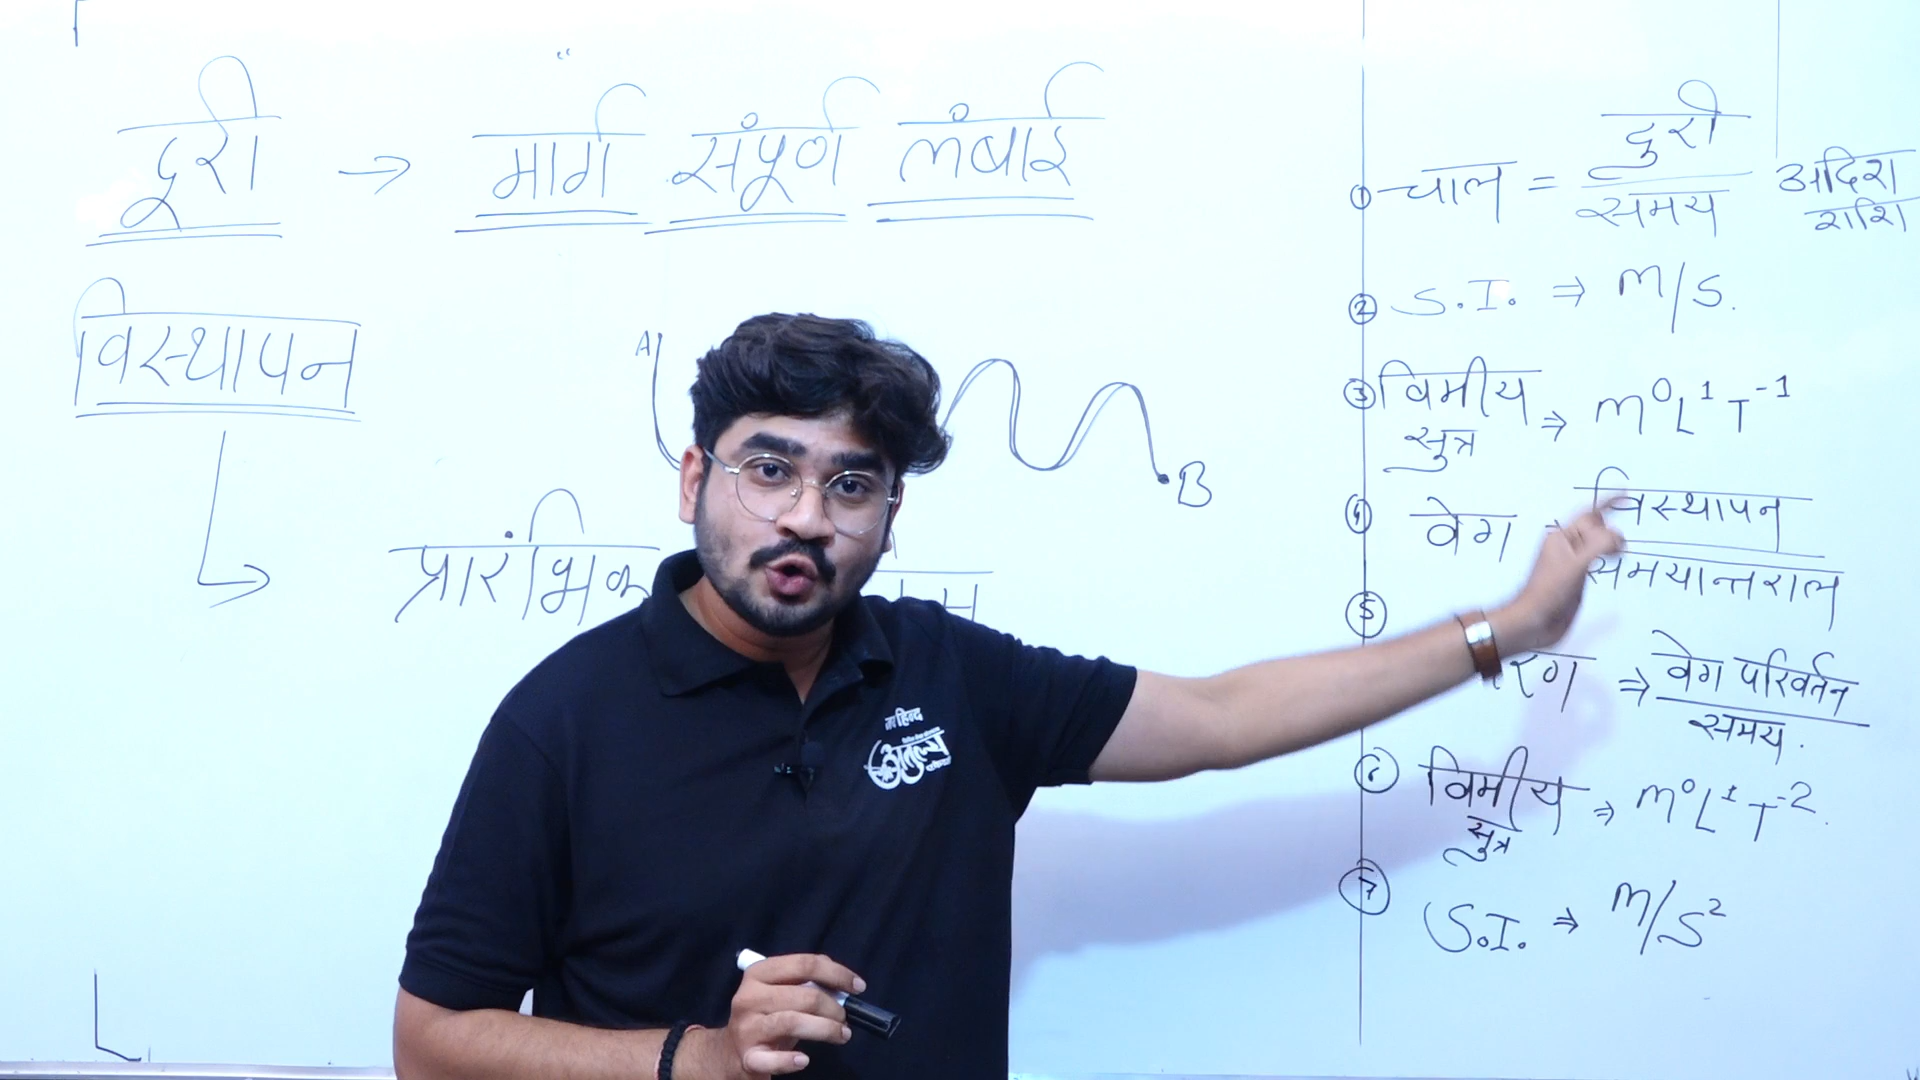 दूरी → मार्ग संपूर्ण लंबाई
विस्थापन
A
B
प्रारंभिक
① चाल = दुरी / समय अदिश राशि
② S.I. ⇒ m/s.
③ विमीय सुत्र ⇒ m⁰L¹T⁻¹
④ वेग विस्थापन / समयान्तराल
⑤ वेग परिवर्तन / समय.
⑥ विमीय सुत्र ⇒ m⁰L¹T⁻².
⑦ S.I. ⇒ m/s²
अतुल्य